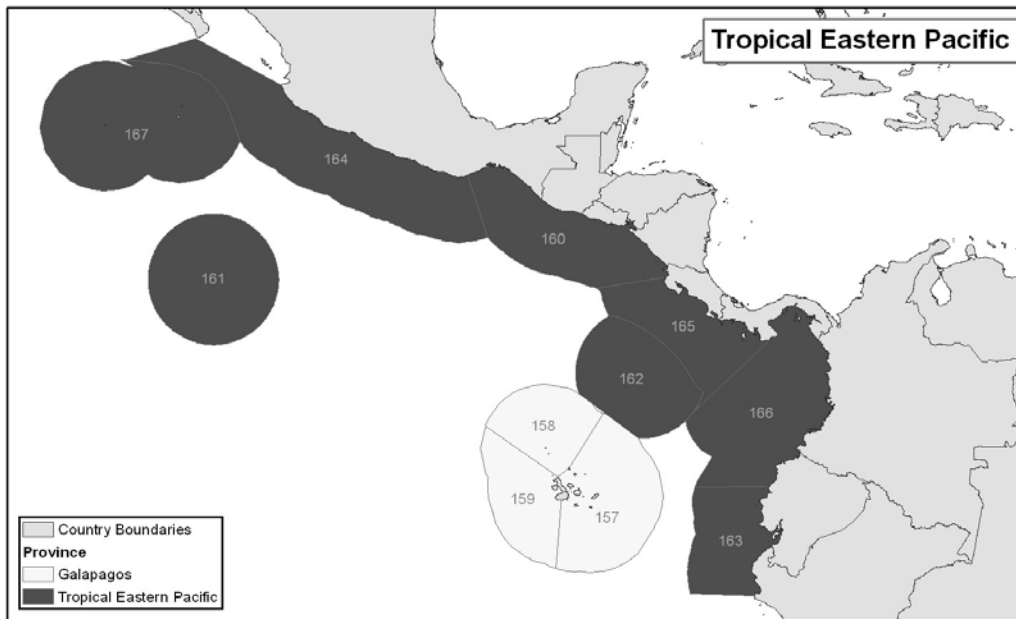 Tropical Eastern Pacific
167
164
161
160
165
162
166
158
159
157
163
Country Boundaries
Province
Galapagos
Tropical Eastern Pacific